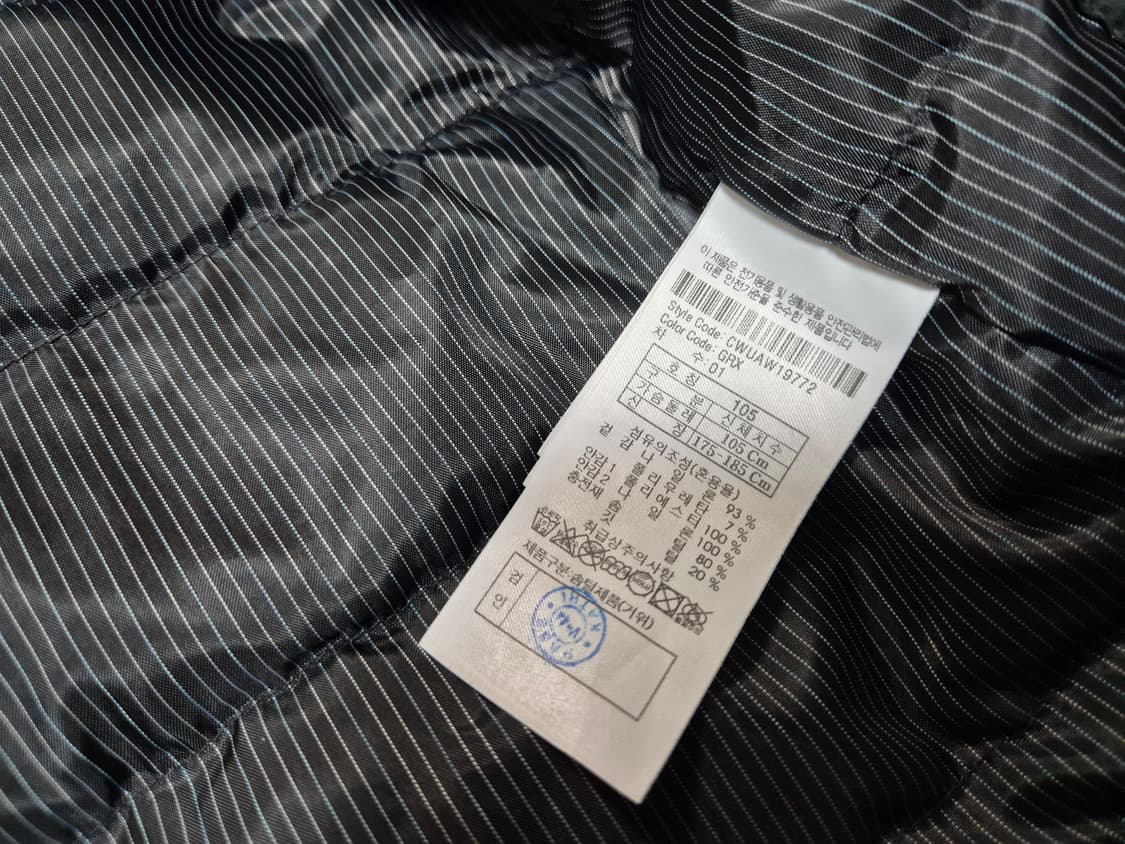 이 제품은 전기용품 및 생활용품 안전관리법에
따른 안전기준을 준수한 제품입니다
Style Code: CWUAW19772
Color Code: GRX
차 수: 01
호 칭 105
구 분 신체치수
가슴둘레 105 Cm
신 장 175-185 Cm
섬유의조성(혼용율)
겉 감 나 일 론 93 %
폴 리 우 레 탄 7 %
안감1 폴 리 에 스 터 100 %
안감2 나 일 론 100 %
충전재 솜 털 80 %
깃 털 20 %
취급상주의사항
제품구분:솜털제품(거위)
검
인